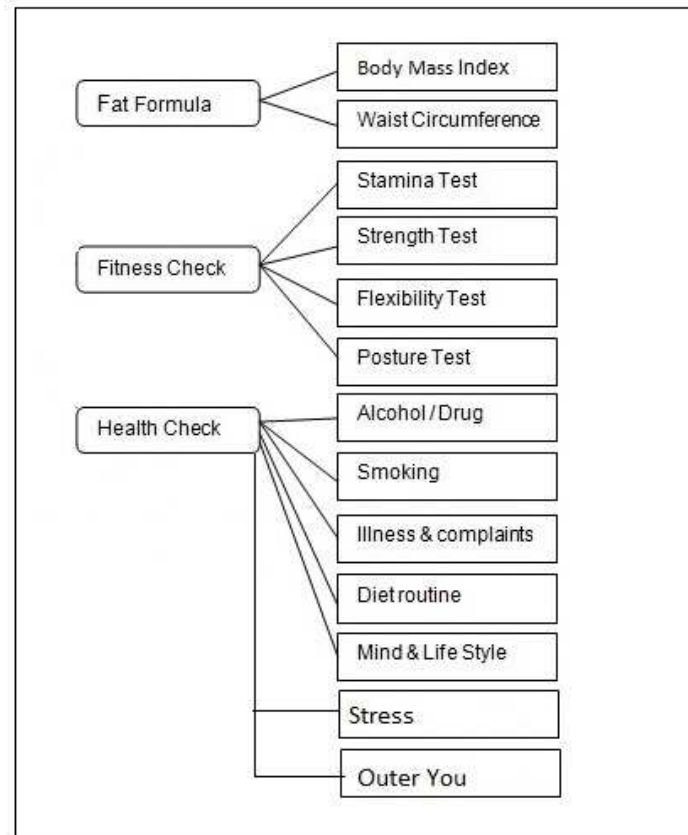 Body Mass Index
Fat Formula
Waist Circumference
Stamina Test
Strength Test
Fitness Check
Flexibility Test
Posture Test
Alcohol / Drug
Health Check
Smoking
Illness & complaints
Diet routine
Mind & Life Style
Stress
Outer You